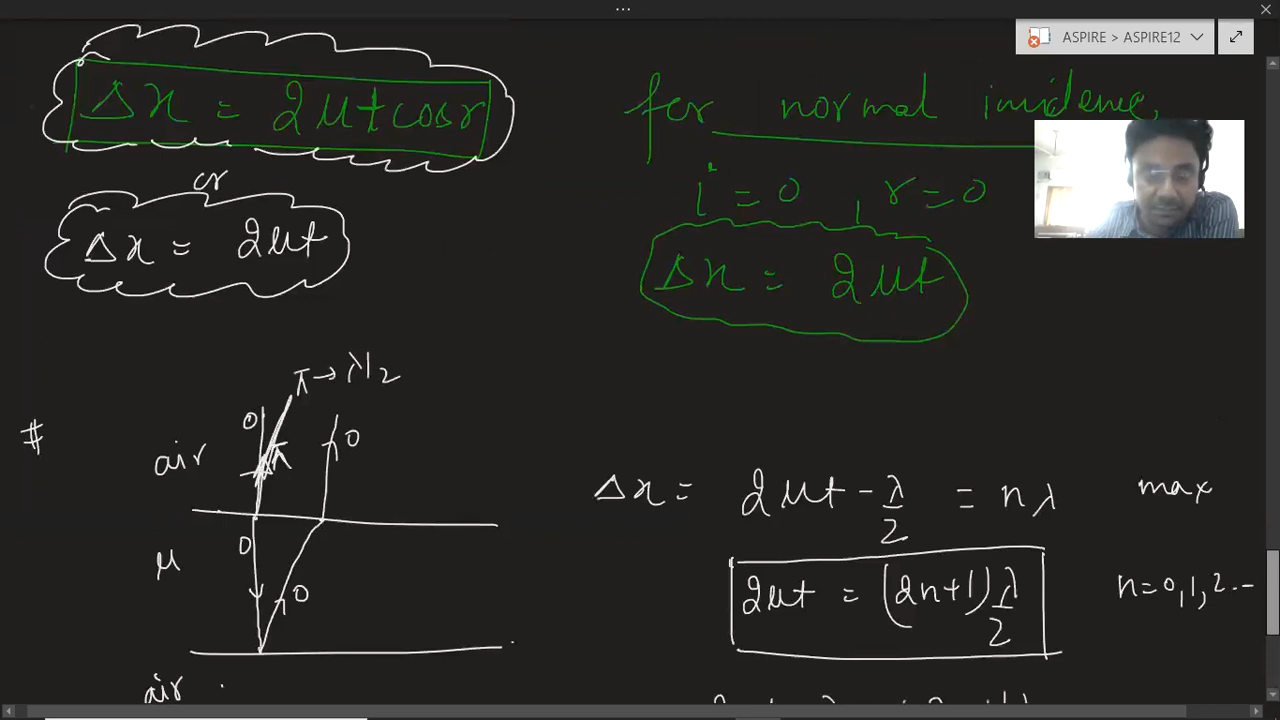 ...
ASPIRE > ASPIRE12
Δx = 2μt cosr
or
Δx = 2μt
for normal incidence,
i = 0, r = 0
Δx = 2μt
π → λ/2
#
air
0
π
0
μ
0
0
air
Δx = 2μt - λ/2 = nλ max
2μt = (2n+1) λ/2 n=0,1,2--